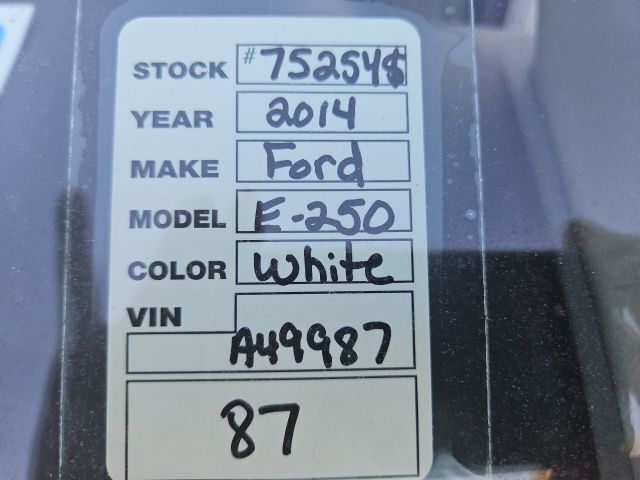 STOCK #75254$
YEAR 2014
MAKE Ford
MODEL E-250
COLOR White
VIN
A49987
87